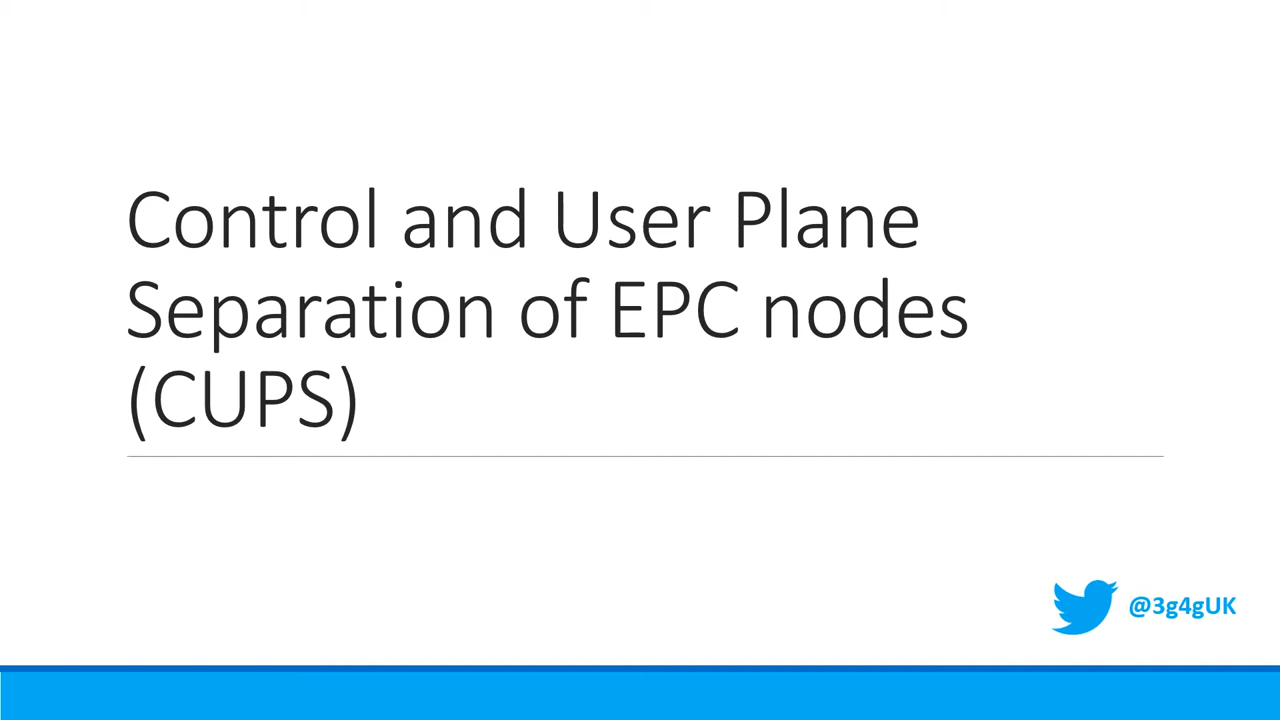 Control and User Plane
Separation of EPC nodes
(CUPS)
@3g4gUK